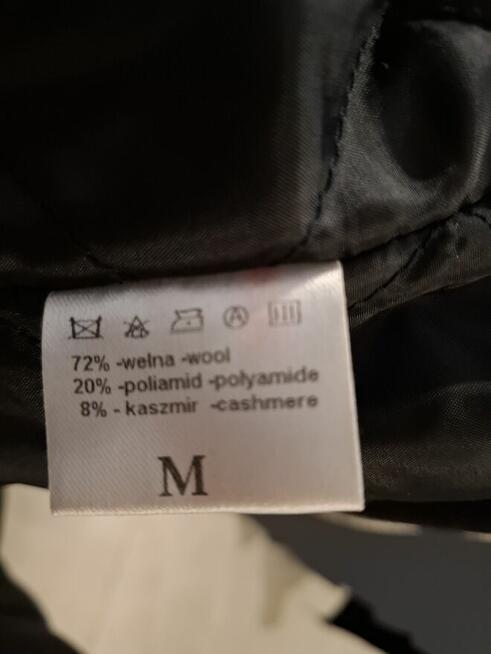 72% -wełna -wool
20% -poliamid -polyamide
8% - kaszmir -cashmere
M